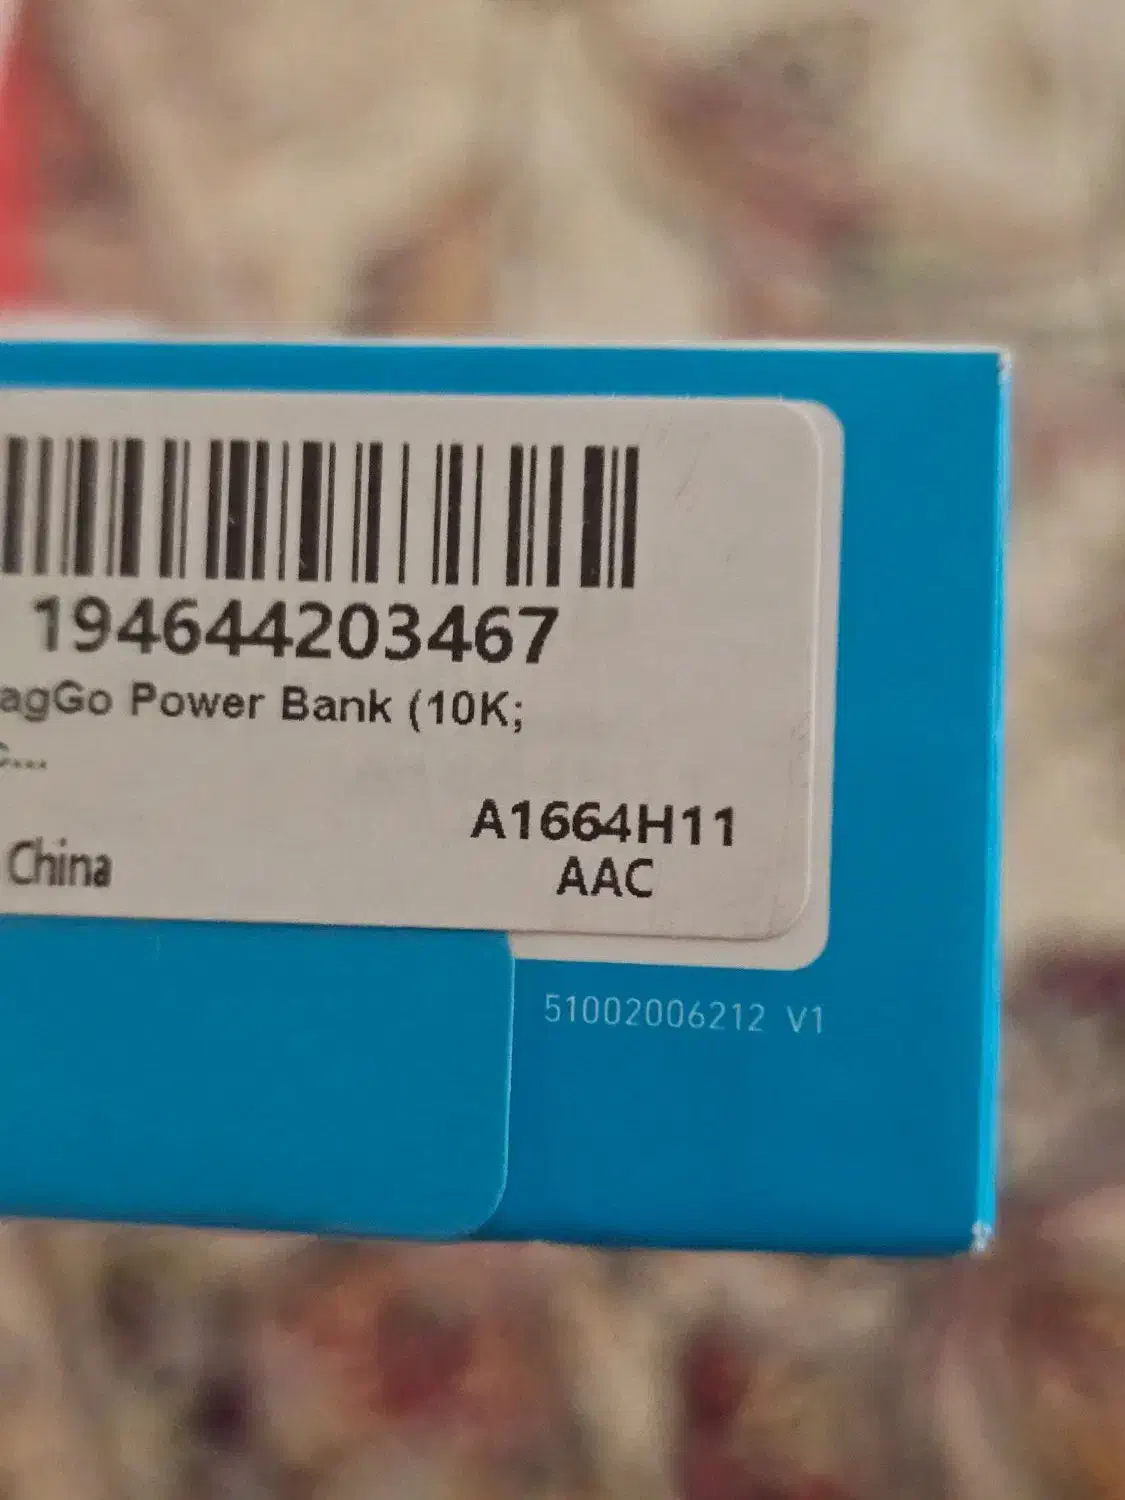 194644203467
agGo Power Bank (10K;
c...
A1664H11
China
AAC
51002006212 V1